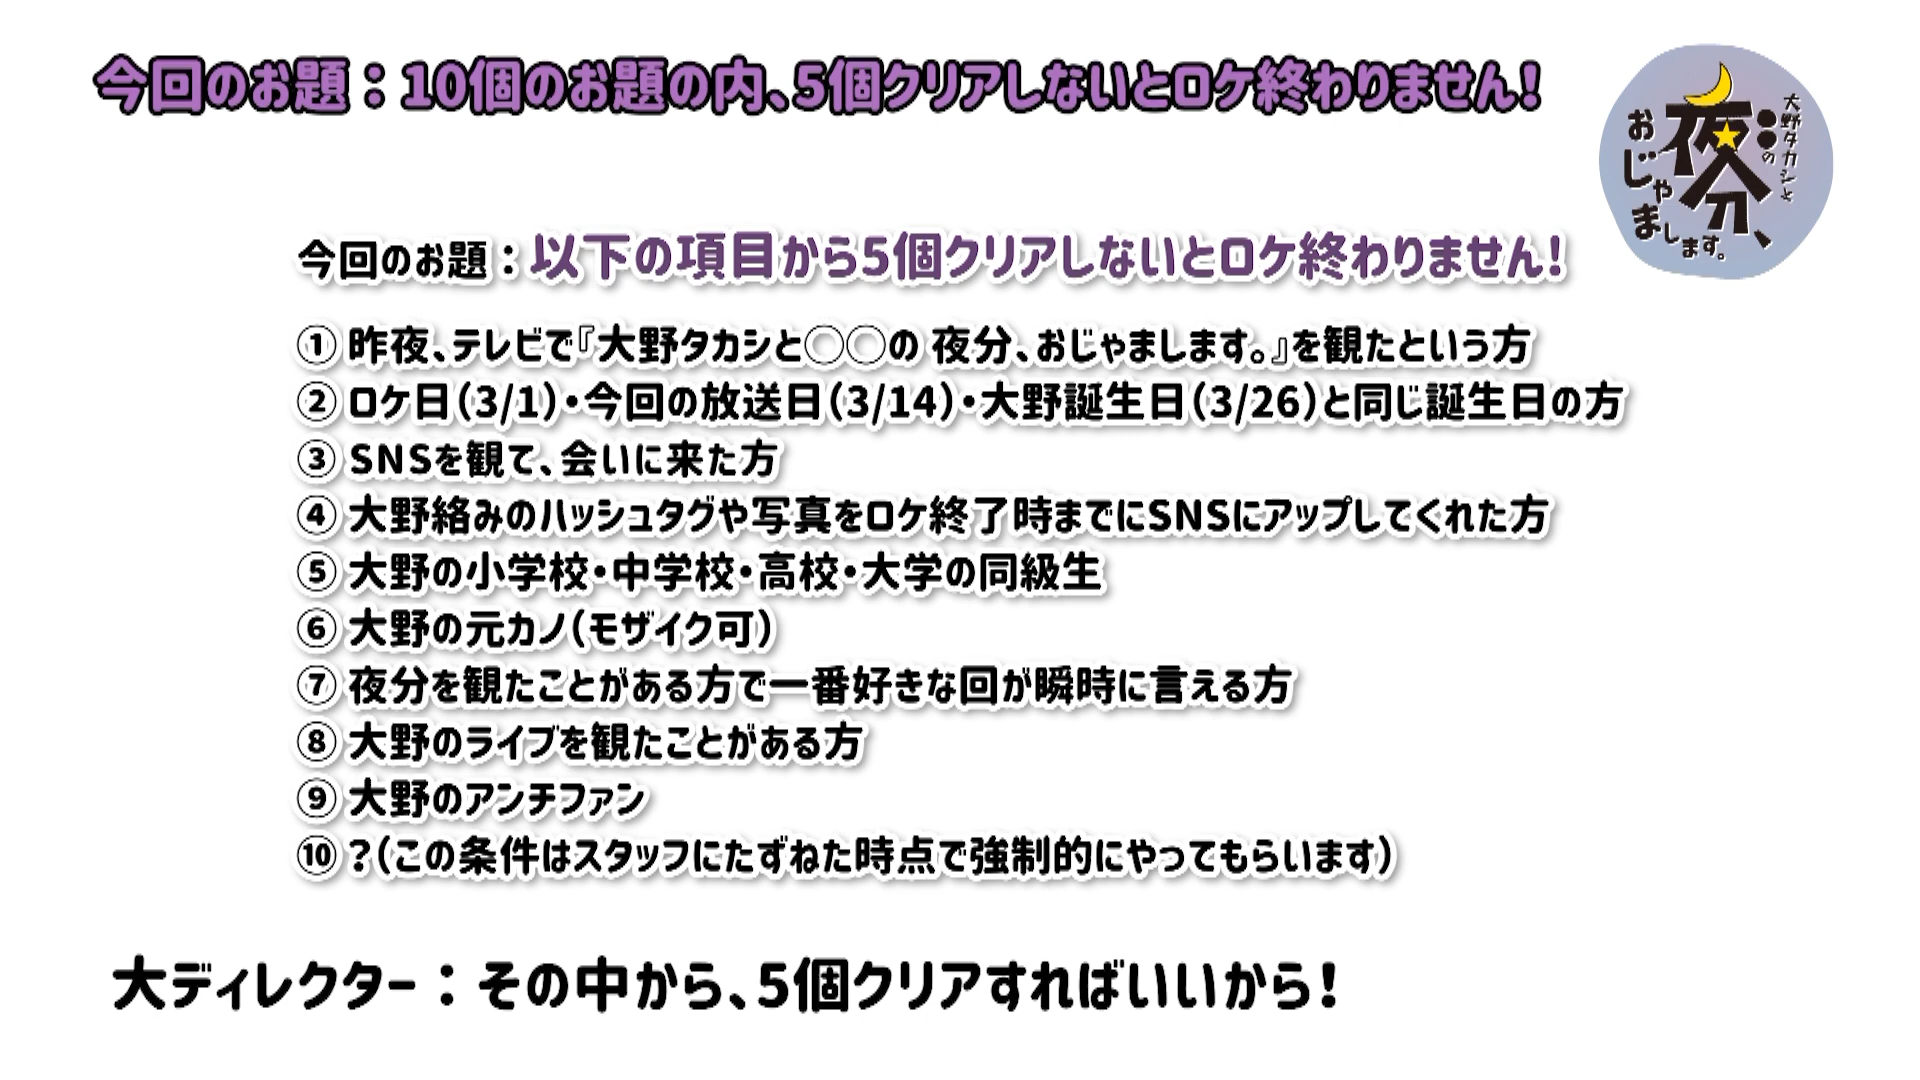 今回のお題：10個のお題の内、5個クリアしないとロケ終わりません！
大野タカシと
●●の
夜分、
おじゃまします。
今回のお題：以下の項目から5個クリアしないとロケ終わりません！
① 昨夜、テレビで『大野タカシと◯◯の 夜分、おじゃまします。』を観たという方
② ロケ日（3/1）・今回の放送日（3/14）・大野誕生日（3/26）と同じ誕生日の方
③ SNSを観て、会いに来た方
④ 大野絡みのハッシュタグや写真をロケ終了時までにSNSにアップしてくれた方
⑤ 大野の小学校・中学校・高校・大学の同級生
⑥ 大野の元カノ（モザイク可）
⑦ 夜分を観たことがある方で一番好きな回が瞬時に言える方
⑧ 大野のライブを観たことがある方
⑨ 大野のアンチファン
⑩ ？（この条件はスタッフにたずねた時点で強制的にやってもらいます）
大ディレクター：その中から、5個クリアすればいいから！